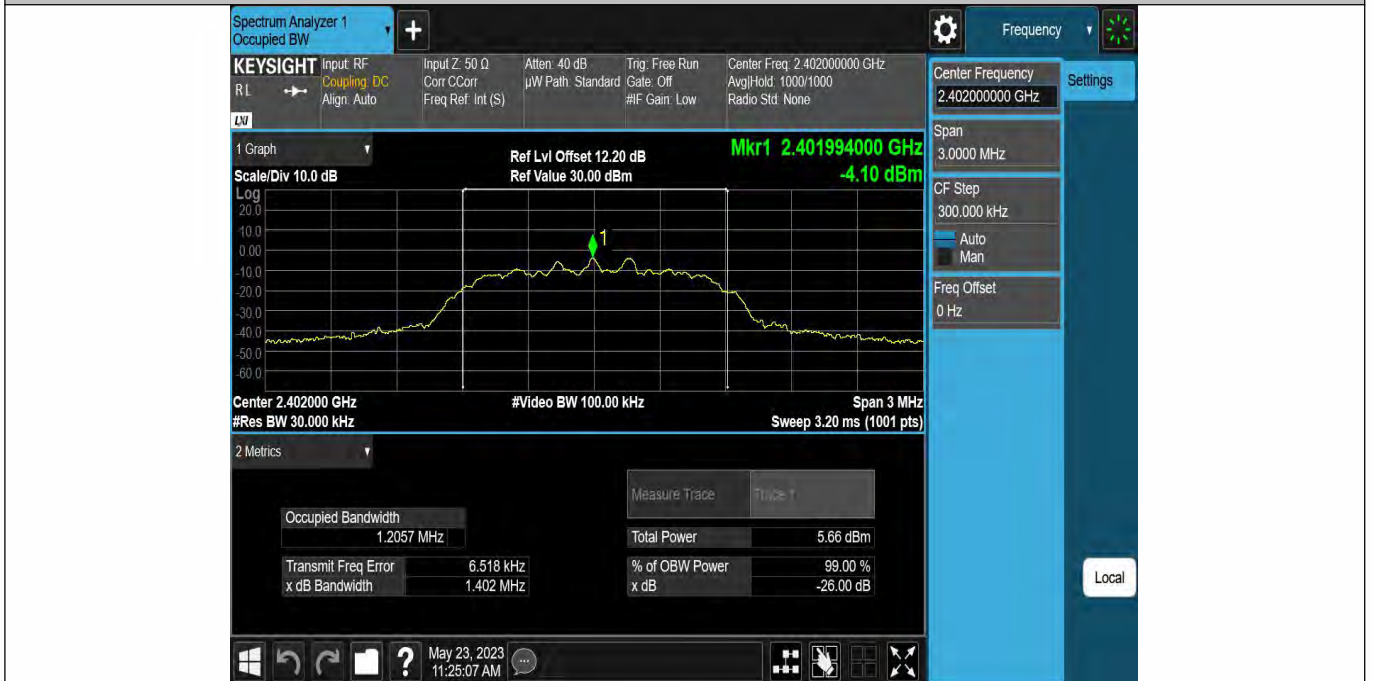 Spectrum Analyzer 1
Occupied BW
Frequency
KEYSIGHT
RL
LXI
Input: RF
Coupling: DC
Align: Auto
Input Z: 50 Ω
Corr CCorr
Freq Ref: Int (S)
Atten: 40 dB
µW Path: Standard
Trig: Free Run
Gate: Off
#IF Gain: Low
Center Freq: 2.402000000 GHz
Avg|Hold: 1000/1000
Radio Std: None
Center Frequency
2.402000000 GHz
Settings
Span
3.0000 MHz
CF Step
300.000 kHz
Auto
Man
Freq Offset
0 Hz
Local
1 Graph
Scale/Div 10.0 dB
Ref Lvl Offset 12.20 dB
Ref Value 30.00 dBm
Mkr1 2.401994000 GHz
-4.10 dBm
Log
20.0
10.0
0.00
-10.0
-20.0
-30.0
-40.0
-50.0
-60.0
1
Center 2.402000 GHz
#Video BW 100.00 kHz
Span 3 MHz
#Res BW 30.000 kHz
Sweep 3.20 ms (1001 pts)
2 Metrics
Measure Trace
Trace 1
Occupied Bandwidth
1.2057 MHz
Total Power
5.66 dBm
Transmit Freq Error
6.518 kHz
% of OBW Power
99.00 %
x dB Bandwidth
1.402 MHz
x dB
-26.00 dB
?
May 23, 2023
11:25:07 AM